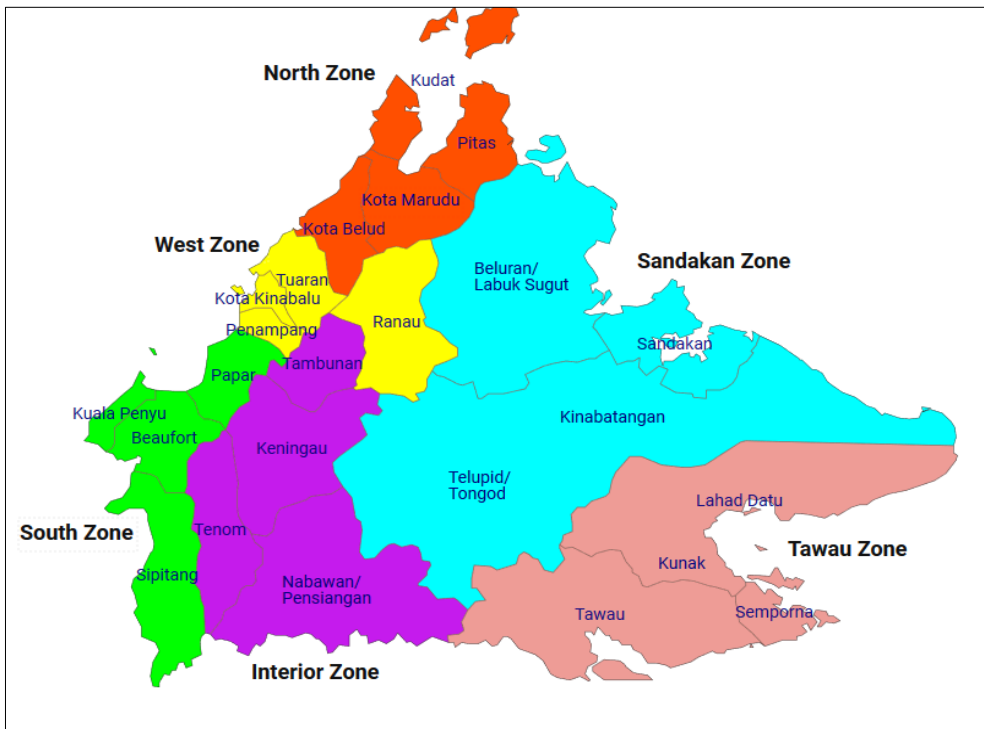 North Zone
Kudat
Pitas
Kota Marudu
Kota Belud
West Zone
Tuaran
Kota Kinabalu
Penampang
Ranau
Beluran/
Labuk Sugut
Sandakan Zone
Sandakan
Tambunan
Papar
Kuala Penyu
Beaufort
Keningau
Kinabatangan
Telupid/
Tongod
Lahad Datu
South Zone
Tenom
Sipitang
Nabawan/
Pensiangan
Kunak
Tawau Zone
Tawau
Semporna
Interior Zone